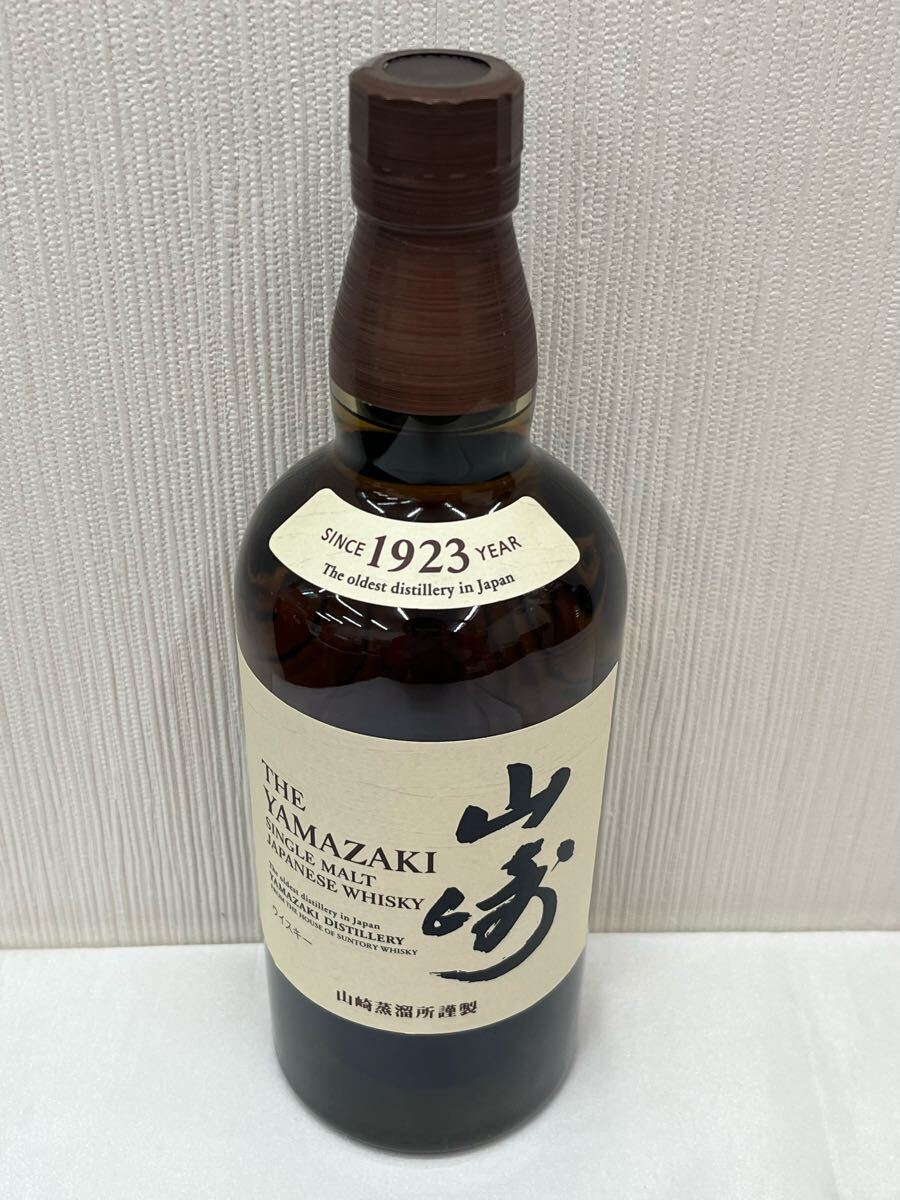 SINCE 1923 YEAR
The oldest distillery in Japan
THE
YAMAZAKI
SINGLE MALT
JAPANESE WHISKY
The oldest distillery in Japan
YAMAZAKI DISTILLERY
FROM THE HOUSE OF SUNTORY WHISKY
ウイスキー
山崎
山崎蒸溜所謹製